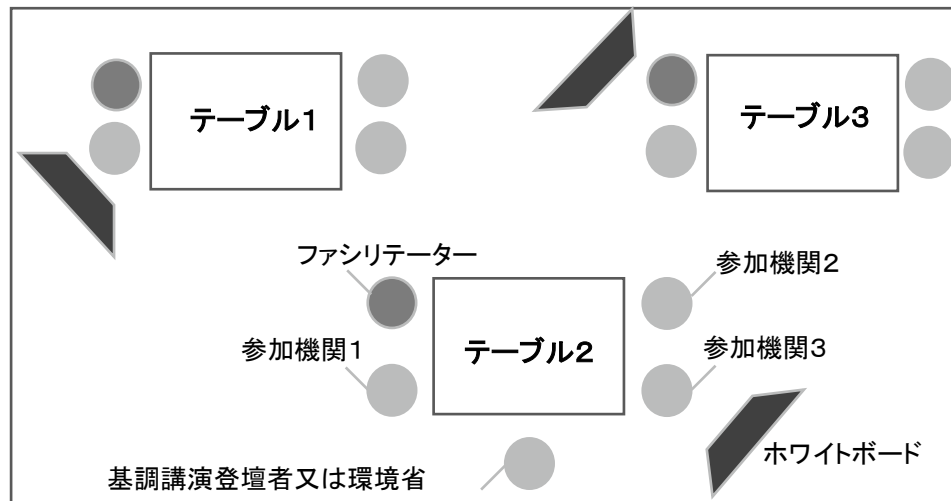 テーブル1
テーブル3
ファシリテーター
参加機関2
参加機関1
テーブル2
参加機関3
ホワイトボード
基調講演登壇者又は環境省